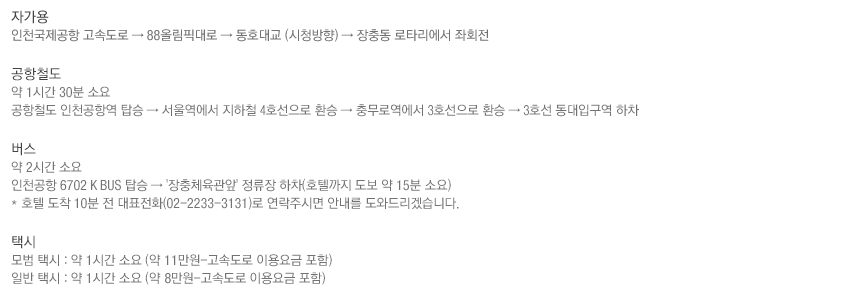 자가용
인천국제공항 고속도로 → 88올림픽대로 → 동호대교 (시청방향) → 장충동 로타리에서 좌회전
공항철도
약 1시간 30분 소요
공항철도 인천공항역 탑승 → 서울역에서 지하철 4호선으로 환승 → 충무로역에서 3호선으로 환승 → 3호선 동대입구역 하차
버스
약 2시간 소요
인천공항 6702 K BUS 탑승 → '장충체육관앞' 정류장 하차(호텔까지 도보 약 15분 소요)
* 호텔 도착 10분 전 대표전화(02-2233-3131)로 연락주시면 안내를 도와드리겠습니다.
택시
모범 택시 : 약 1시간 소요 (약 11만원-고속도로 이용요금 포함)
일반 택시 : 약 1시간 소요 (약 8만원-고속도로 이용요금 포함)